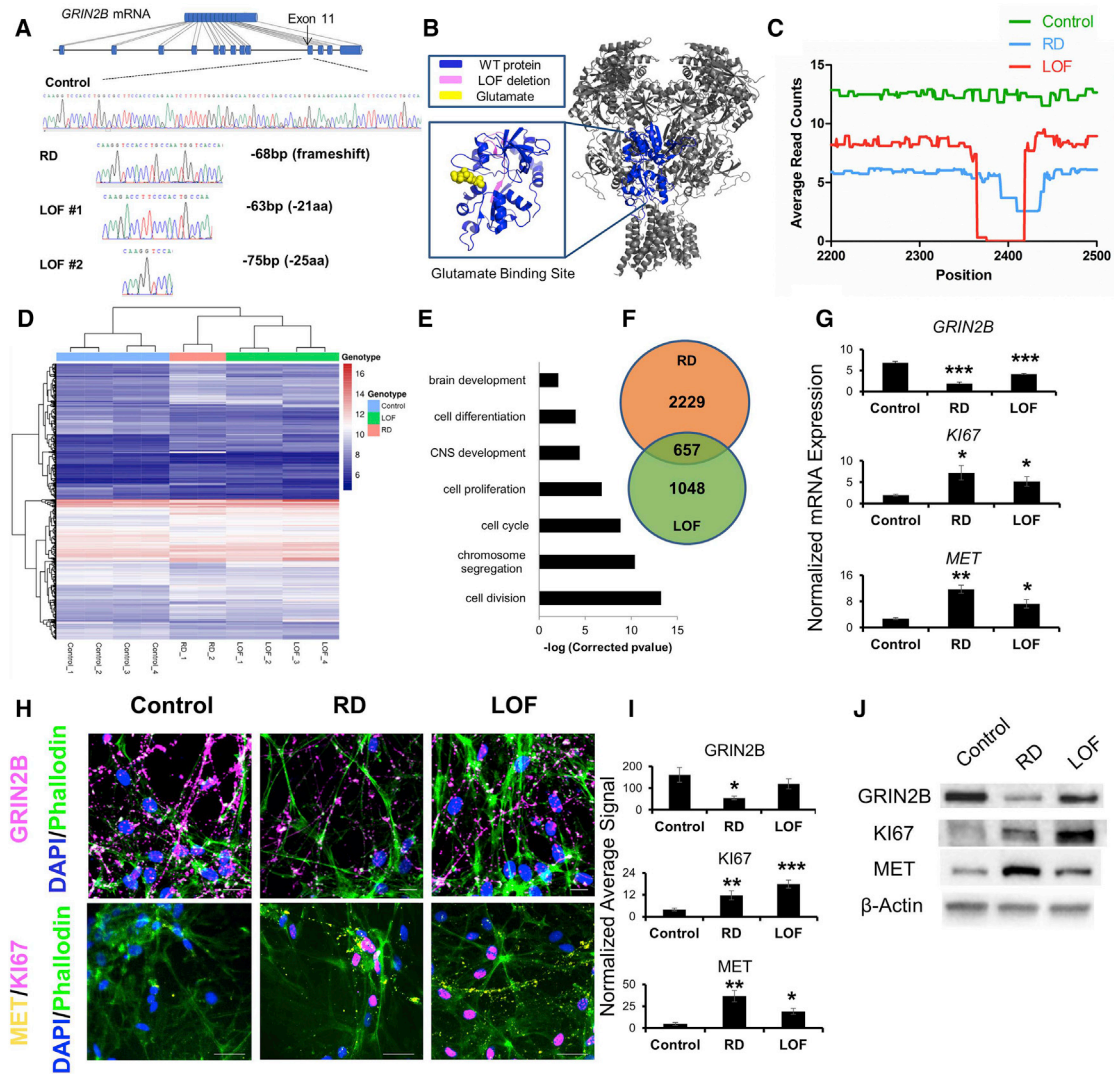 A
GRIN2B mRNA
Exon 11
Control
RD
CAAGGTCCACCTGCCAATGGTCACCA
-68bp (frameshift)
LOF #1
CAAGACCTTCCCACTGCCAA
-63bp (-21aa)
LOF #2
CAAGGTCCA
-75bp (-25aa)
B
WT protein
LOF deletion
Glutamate
Glutamate Binding Site
C
Control
RD
LOF
Average Read Counts
15
10
5
0
2200
2300
2400
2500
Position
D
Genotype
16
14
12
10
8
6
Genotype
Control
LOF
RD
Control_1
Control_2
Control_3
Control_4
RD_1
RD_2
LOF_1
LOF_2
LOF_3
LOF_4
E
brain development
cell differentiation
CNS development
cell proliferation
cell cycle
chromosome
segregation
cell division
0
5
10
15
-log (Corrected pvalue)
F
RD
2229
657
1048
LOF
G
Normalized mRNA Expression
GRIN2B
10
5
0
***
***
Control
RD
LOF
KI67
10
5
0
*
*
Control
RD
LOF
MET
16
8
0
**
*
Control
RD
LOF
H
Control
RD
LOF
GRIN2B
DAPI/Phallodin
MET/KI67
DAPI/Phallodin
I
Normalized Average Signal
GRIN2B
200
100
0
*
Control
RD
LOF
KI67
24
12
0
**
***
Control
RD
LOF
MET
50
25
0
**
*
Control
RD
LOF
J
Control
RD
LOF
GRIN2B
KI67
MET
β-Actin